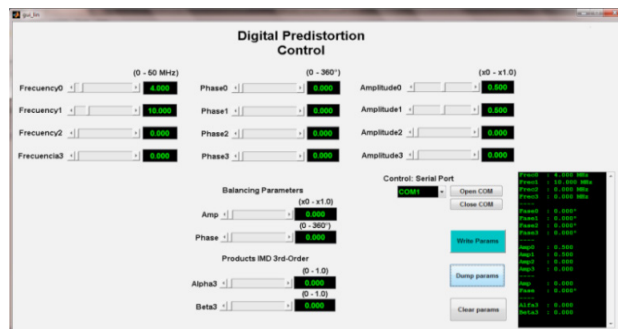 gui_fin
Digital Predistortion
Control
(0 - 50 MHz) (0 - 360°) (x0 - x1.0)
Frecuency0 4.000 Phase0 0.000 Amplitude0 0.500
Frecuency1 10.000 Phase1 0.000 Amplitude1 0.500
Frecuency2 0.000 Phase2 0.000 Amplitude2 0.000
Frecuencia3 0.000 Phase3 0.000 Amplitude3 0.000
Balancing Parameters
(x0 - x1.0)
Amp 0.000
(0 - 360°)
Phase 0.000
Products IMD 3rd-Order
(0 - 1.0)
Alpha3 0.000
(0 - 1.0)
Beta3 0.000
Control: Serial Port
COM1 Open COM
Close COM
Write Params
Dump params
Clear params
Frec0 : 4.000 MHz
Frec1 : 10.000 MHz
Frec2 : 0.000 MHz
Frec3 : 0.000 MHz
----
Fase0 : 0.000°
Fase1 : 0.000°
Fase2 : 0.000°
Fase3 : 0.000°
----
Amp0 : 0.500
Amp1 : 0.500
Amp2 : 0.000
Amp3 : 0.000
----
Amp : 0.000
Fase : 0.000°
----
Alfa3 : 0.000
Beta3 : 0.000